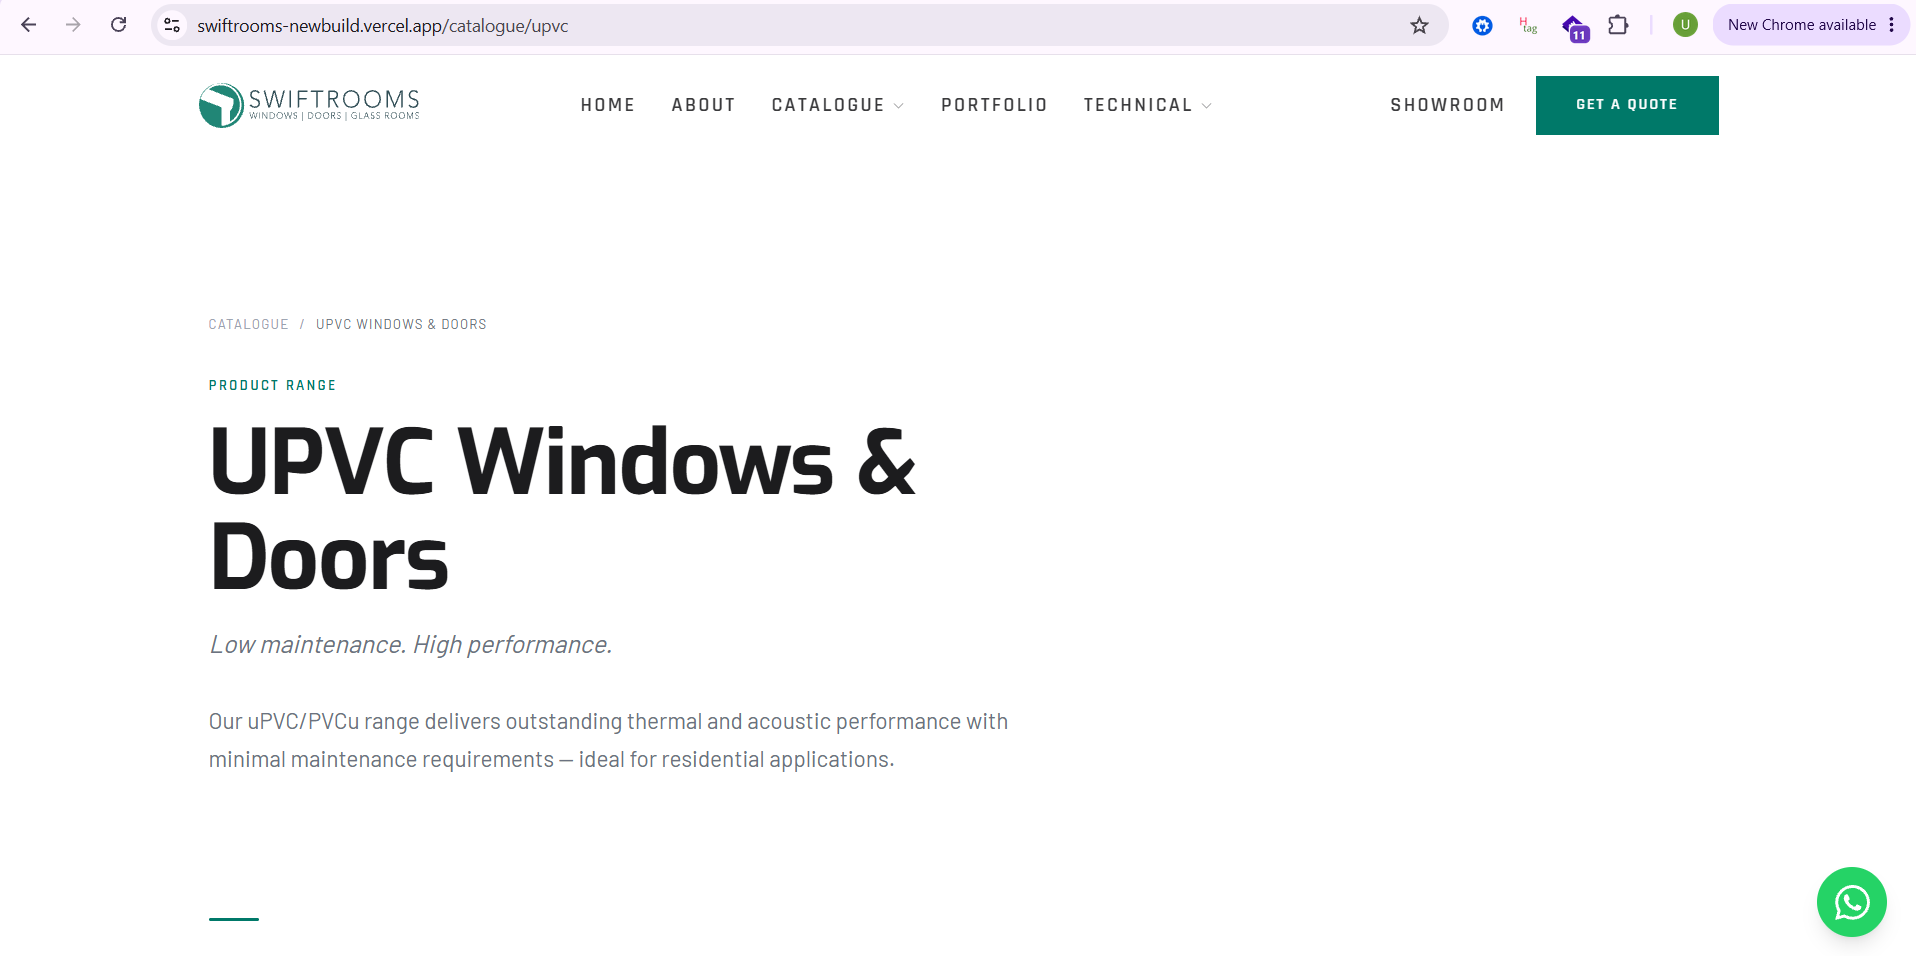 swiftrooms-newbuild.vercel.app/catalogue/upvc
H
tag
11
U
New Chrome available
SWIFTROOMS
WINDOWS | DOORS | GLASS ROOMS
HOME
ABOUT
CATALOGUE
PORTFOLIO
TECHNICAL
SHOWROOM
GET A QUOTE
CATALOGUE / UPVC WINDOWS & DOORS
PRODUCT RANGE
UPVC Windows &
Doors
Low maintenance. High performance.
Our uPVC/PVCu range delivers outstanding thermal and acoustic performance with
minimal maintenance requirements — ideal for residential applications.